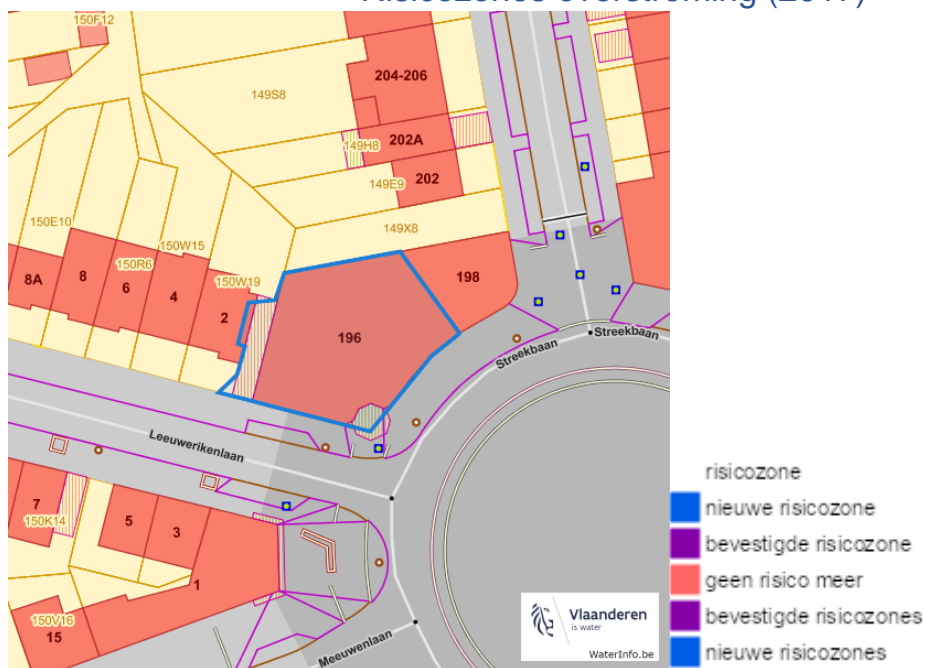 150F12
204-206
149S8
202A
149H8
202
149E9
150E10
149X8
150W15
150R6
198
8A
8
6
150W19
4
2
196
Streekbaan
Streekbaan
Leeuwerikenlaan
risicozone
nieuwe risicozone
7
5
150K14
3
bevestigde risicozone
geen risico meer
1
Vlaanderen
is water
bevestigde risicozones
150V16
15
Meeuwenlaan
WaterInfo.be
nieuwe risicozones